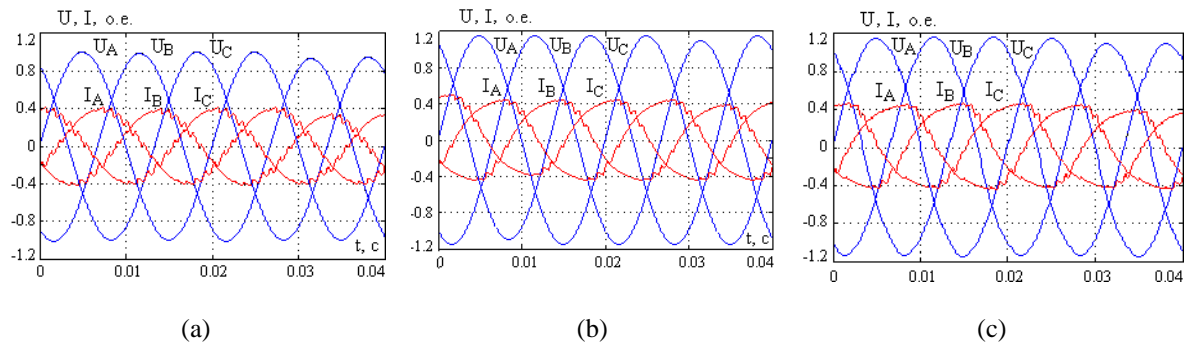 U, I, o.e.
1.2
0.8
0.4
0
-0.4
-0.8
-1.2
U_A U_B U_C
I_A I_B I_C
t, c
0 0.01 0.02 0.03 0.04
(a)
U, I, o.e.
1.2
0.8
0.4
0
-0.4
-0.8
-1.2
U_A U_B U_C
I_A I_B I_C
t, c
0 0.01 0.02 0.03 0.04
(b)
U, I, o.e.
1.2
0.8
0.4
0
-0.4
-0.8
-1.2
U_A U_B U_C
I_A I_B I_C
0 0.01 0.02 0.03 0.04
(c)